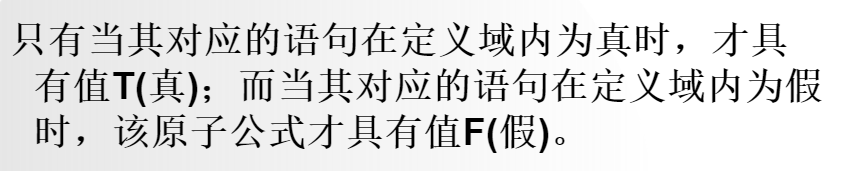 只有当其对应的语句在定义域内为真时，才具
有值T(真)；而当其对应的语句在定义域内为假
时，该原子公式才具有值F(假)。